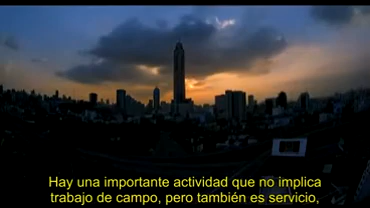 Hay una importante actividad que no implica
trabajo de campo, pero también es servicio,